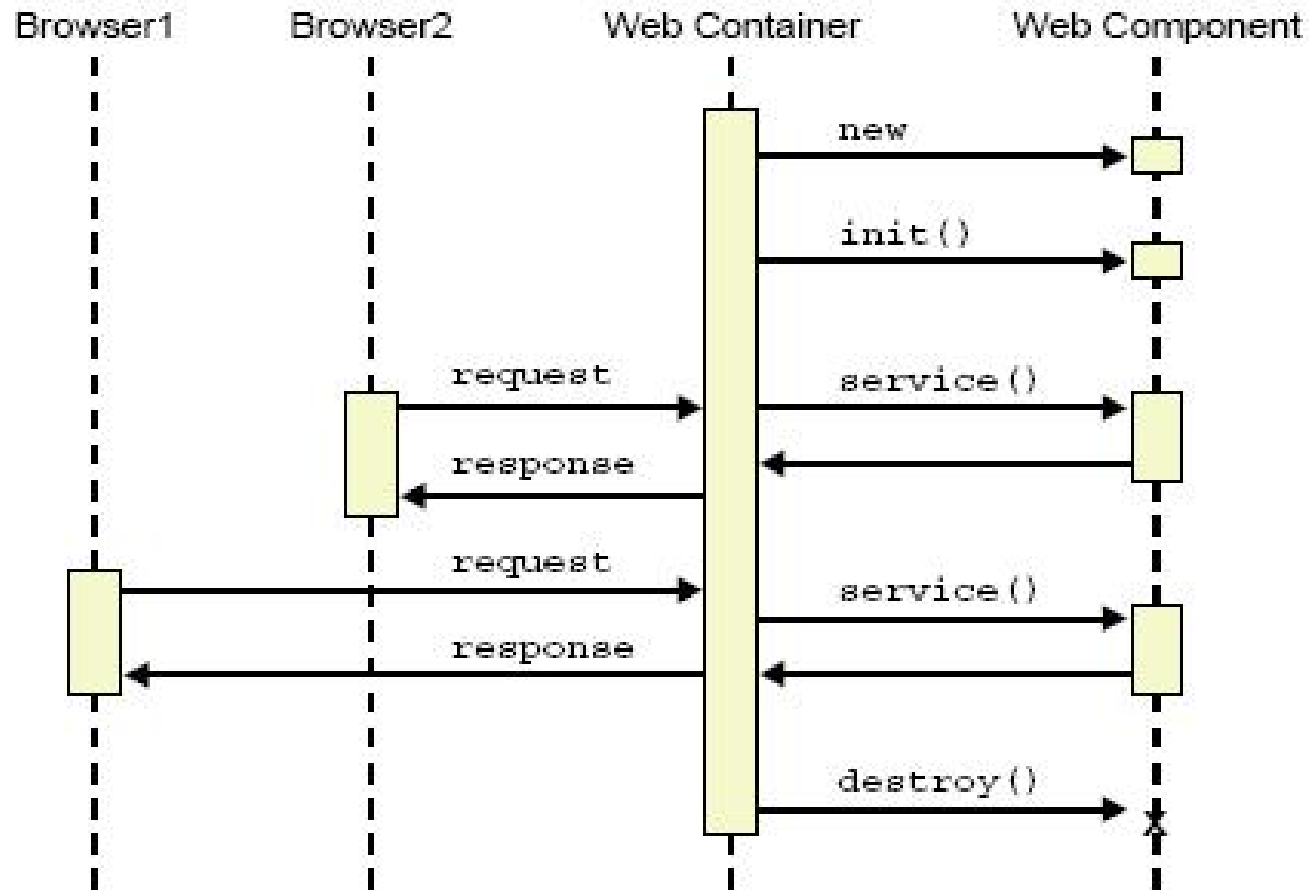 Browser1 Browser2 Web Container Web Component
new
init()
request service()
response
request
service()
response
destroy()